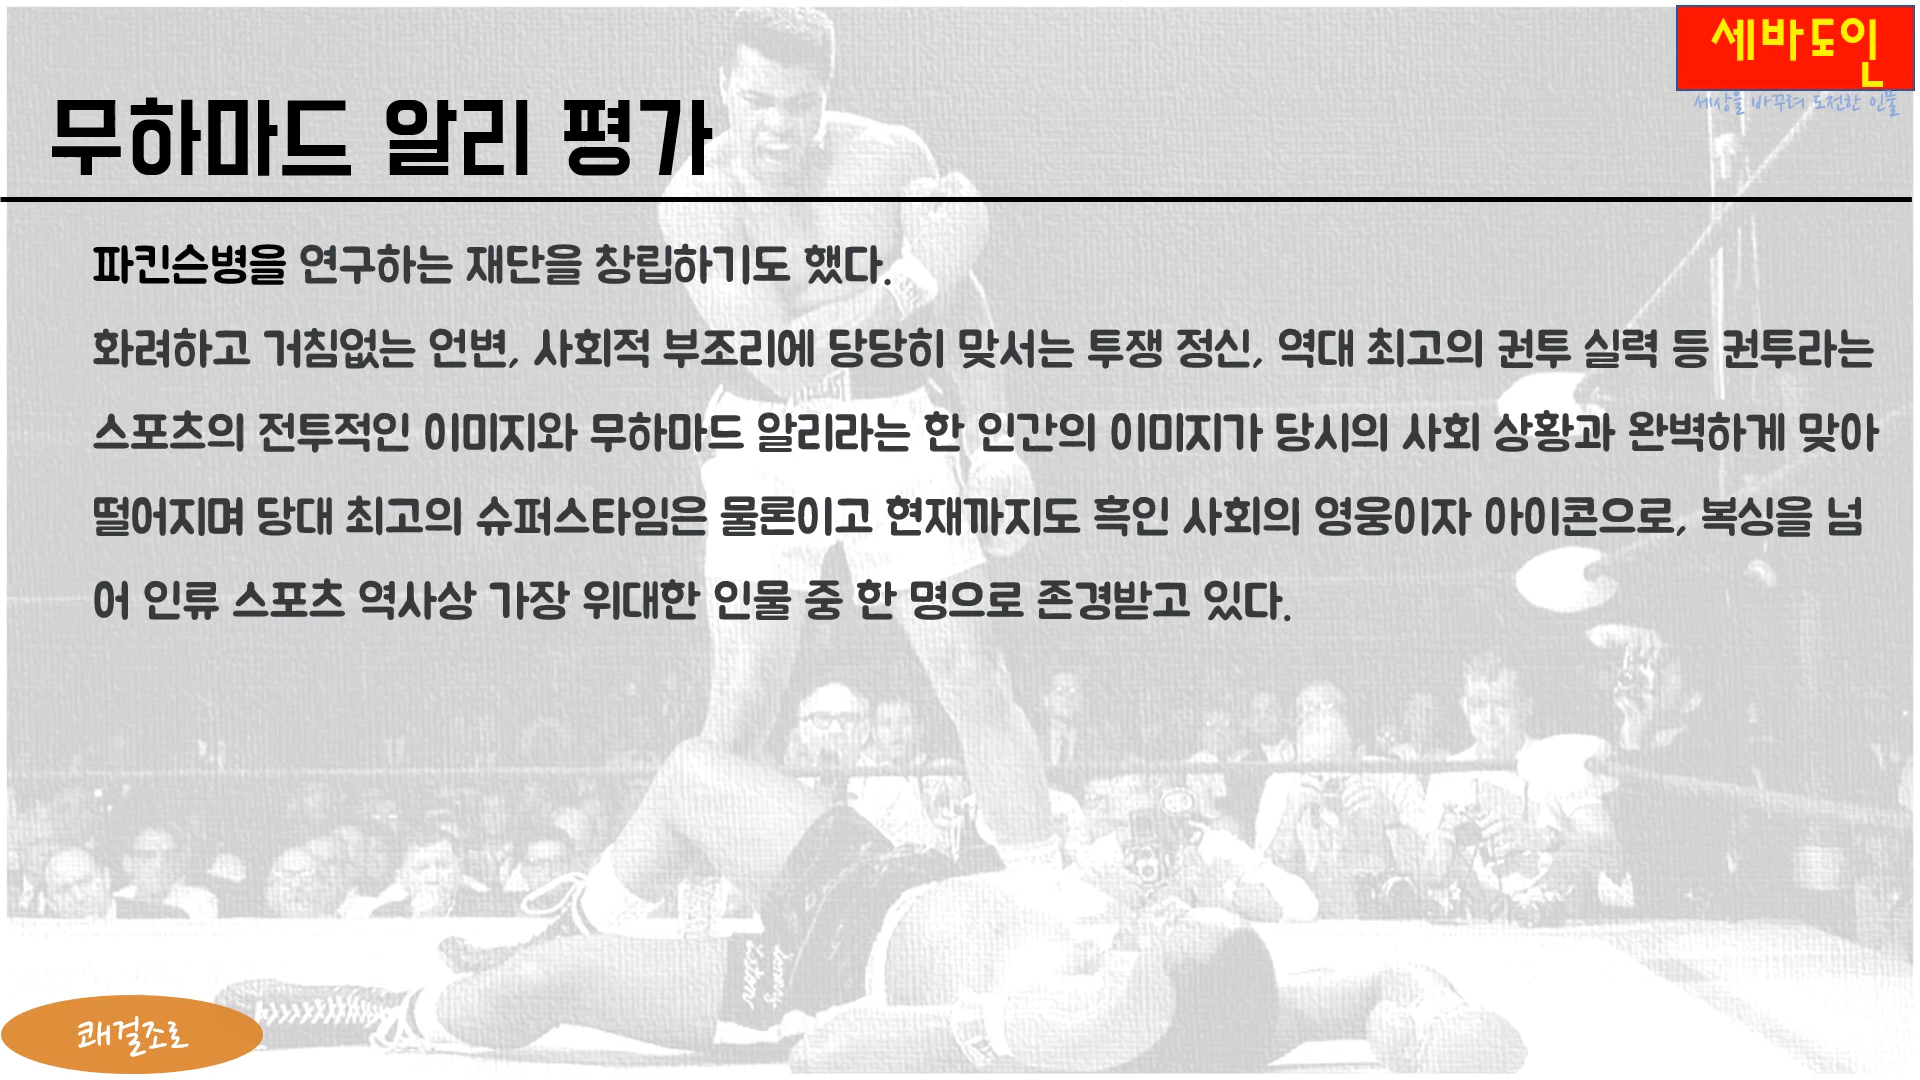 세바도인
세상을 바꾸려 도전한 인물
무하마드 알리 평가
파킨슨병을 연구하는 재단을 창립하기도 했다.
화려하고 거침없는 언변, 사회적 부조리에 당당히 맞서는 투쟁 정신, 역대 최고의 권투 실력 등 권투라는
스포츠의 전투적인 이미지와 무하마드 알리라는 한 인간의 이미지가 당시의 사회 상황과 완벽하게 맞아
떨어지며 당대 최고의 슈퍼스타임은 물론이고 현재까지도 흑인 사회의 영웅이자 아이콘으로, 복싱을 넘
어 인류 스포츠 역사상 가장 위대한 인물 중 한 명으로 존경받고 있다.
쾌걸조로